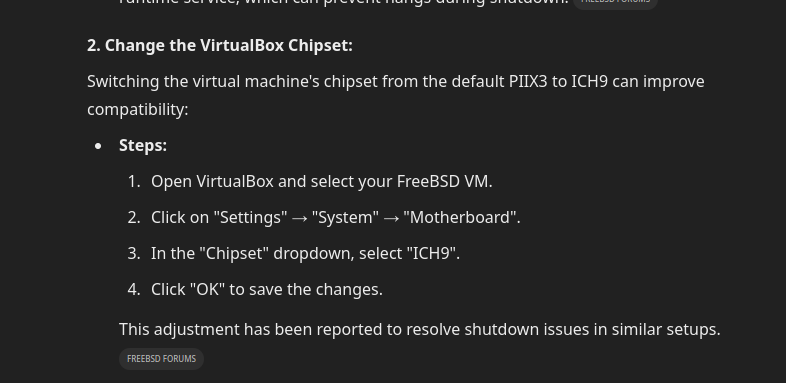 runtime service, which can prevent hangs during shutdown. FREEBSD FORUMS
2. Change the VirtualBox Chipset:
Switching the virtual machine's chipset from the default PIIX3 to ICH9 can improve
compatibility:
• Steps:
1. Open VirtualBox and select your FreeBSD VM.
2. Click on "Settings" → "System" → "Motherboard".
3. In the "Chipset" dropdown, select "ICH9".
4. Click "OK" to save the changes.
This adjustment has been reported to resolve shutdown issues in similar setups.
FREEBSD FORUMS